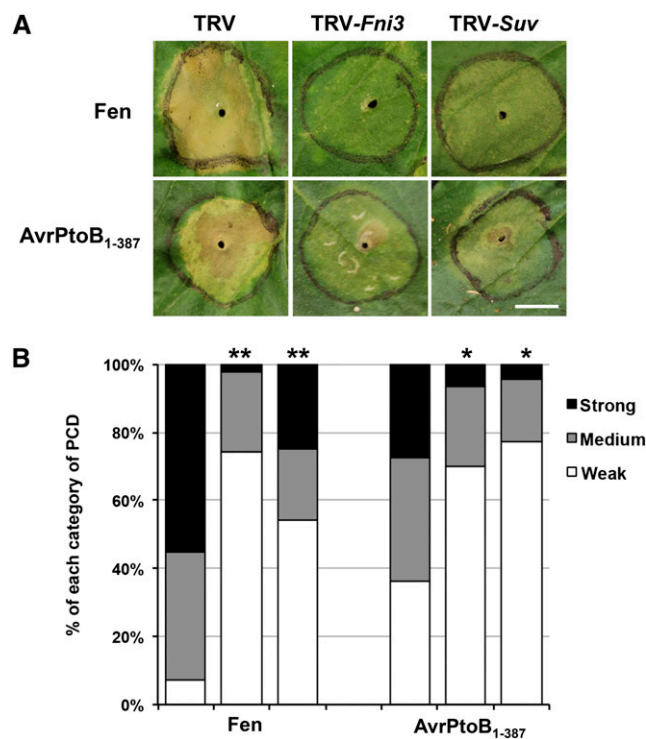 A
TRV TRV-Fni3 TRV-Suv
Fen
AvrPtoB1-387
B
** ** * *
100%
80%
60%
40%
20%
0%
% of each category of PCD
Strong
Medium
Weak
Fen AvrPtoB1-387